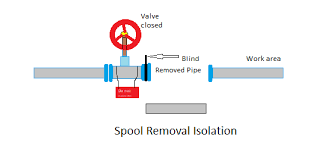 Valve
closed
Blind
Removed Pipe
Work area
Spool Removal Isolation